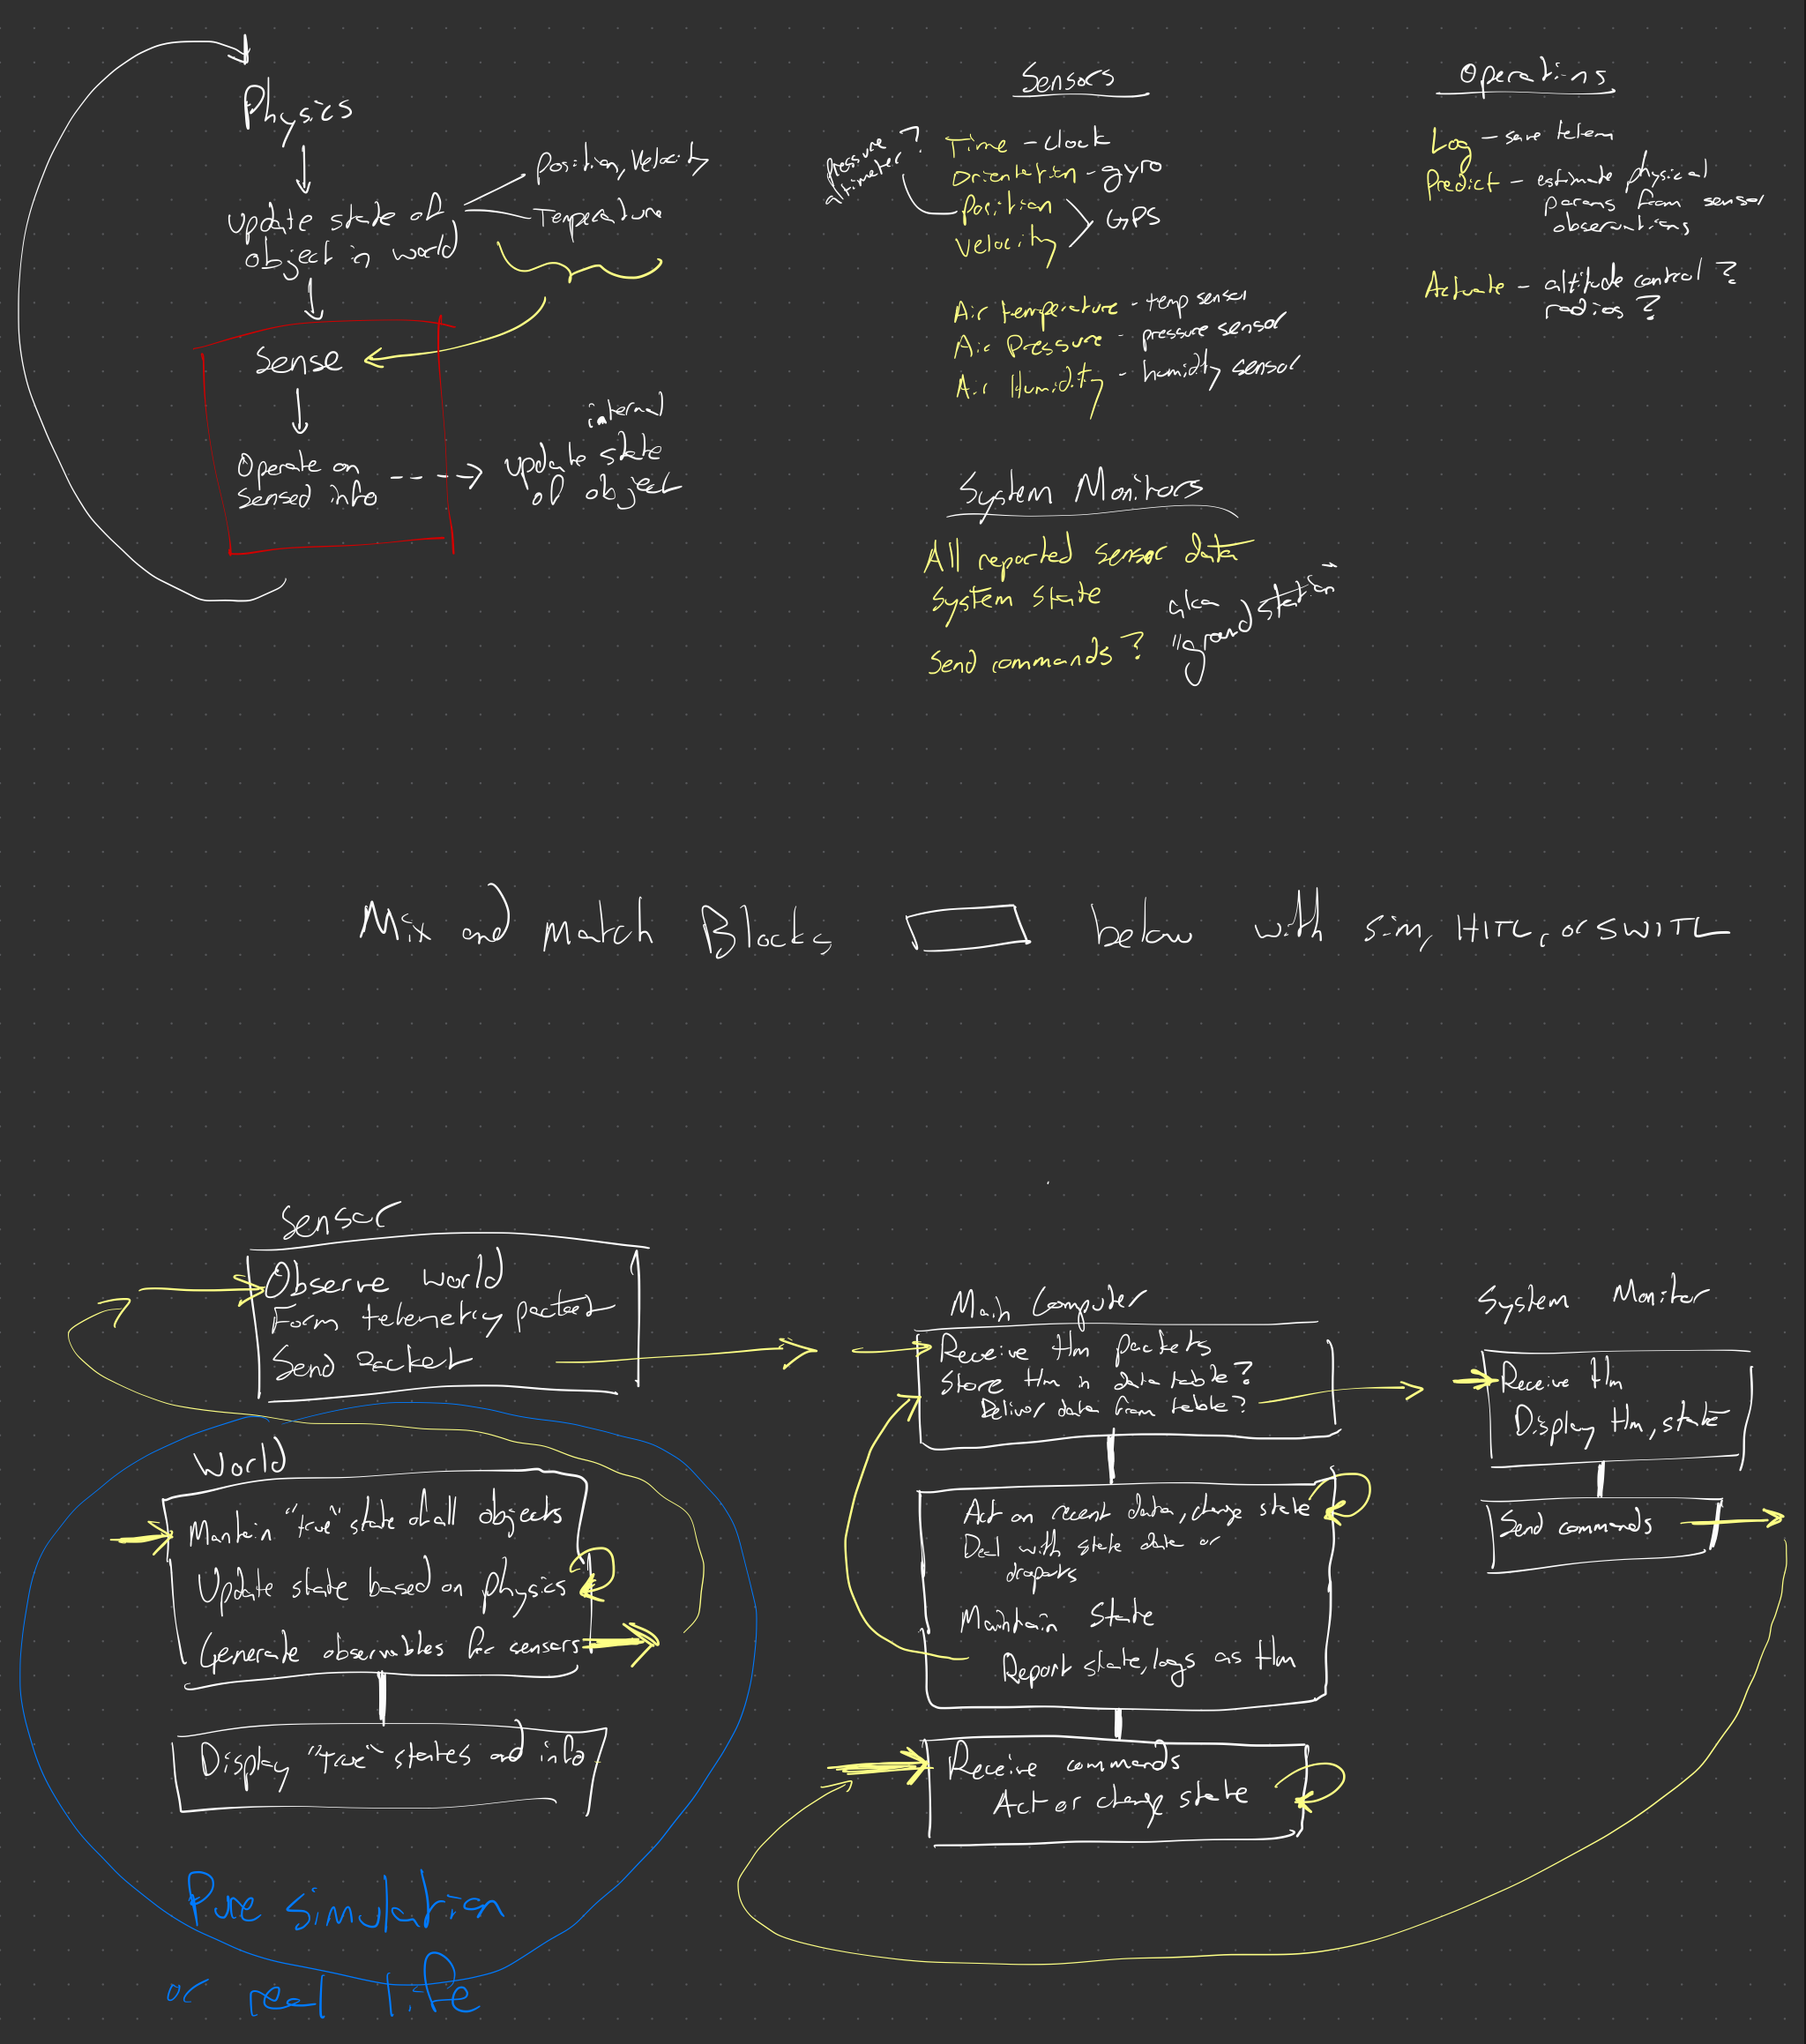 Physics
Update state of
object in world
Position, Velocity
Temperature
Sense
Operate on
sensed info
internal
update state
of object
Sensors
Pressure
altimeter?
Time - clock
Orientation - gyro
Position
Velocity
GPS
Air temperature - temp sensor
Air Pressure - pressure sensor
Air Humidity - humidity sensor
System Monitors
All reported sensor data
System state
Send commands?
aka
"ground station"
Operations
Log - save telem
Predict - estimate physical
params from sensor
observations
Actuate - altitude control?
radios?
Mix and match Blocks below with sim, HITL, or SWITL
Sensor
Observe world
Form telemetry packet
Send packet
World
Mantein "true" state of all objects
Update state based on physics
Generate observables for sensors
Display "true" states and info
Pure simulation
or real life
Main Computer
Receive tlm packets
Store tlm in data table?
Deliver data from table?
Act on recent data, change state
Deal with state data or
dropouts
Maintain State
Report state, logs as tlm
Receive commands
Act or change state
System Monitor
Receive tlm
Display tlm, state
Send commands